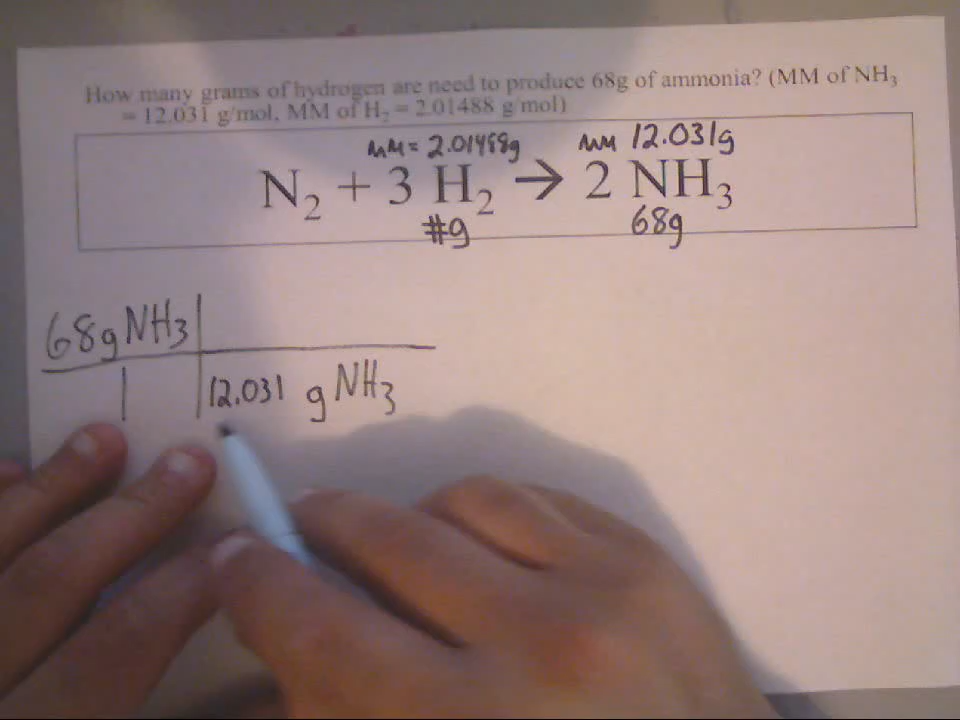 How many grams of hydrogen are need to produce 68g of ammonia? (MM of NH₃
= 12.031 g/mol, MM of H₂ = 2.01488 g/mol)
MM = 2.01488g MM 12.031g
N₂ + 3 H₂ → 2 NH₃
#g 68g
68g NH3
1 12.031 g NH3